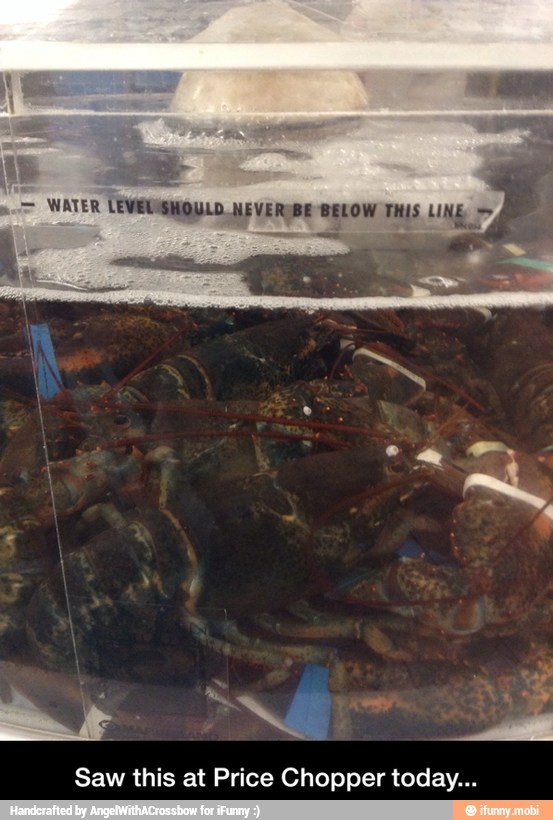 WATER LEVEL SHOULD NEVER BE BELOW THIS LINE
Saw this at Price Chopper today...
Handcrafted by AngelWithACrossbow for iFunny :)
ifunny.mobi